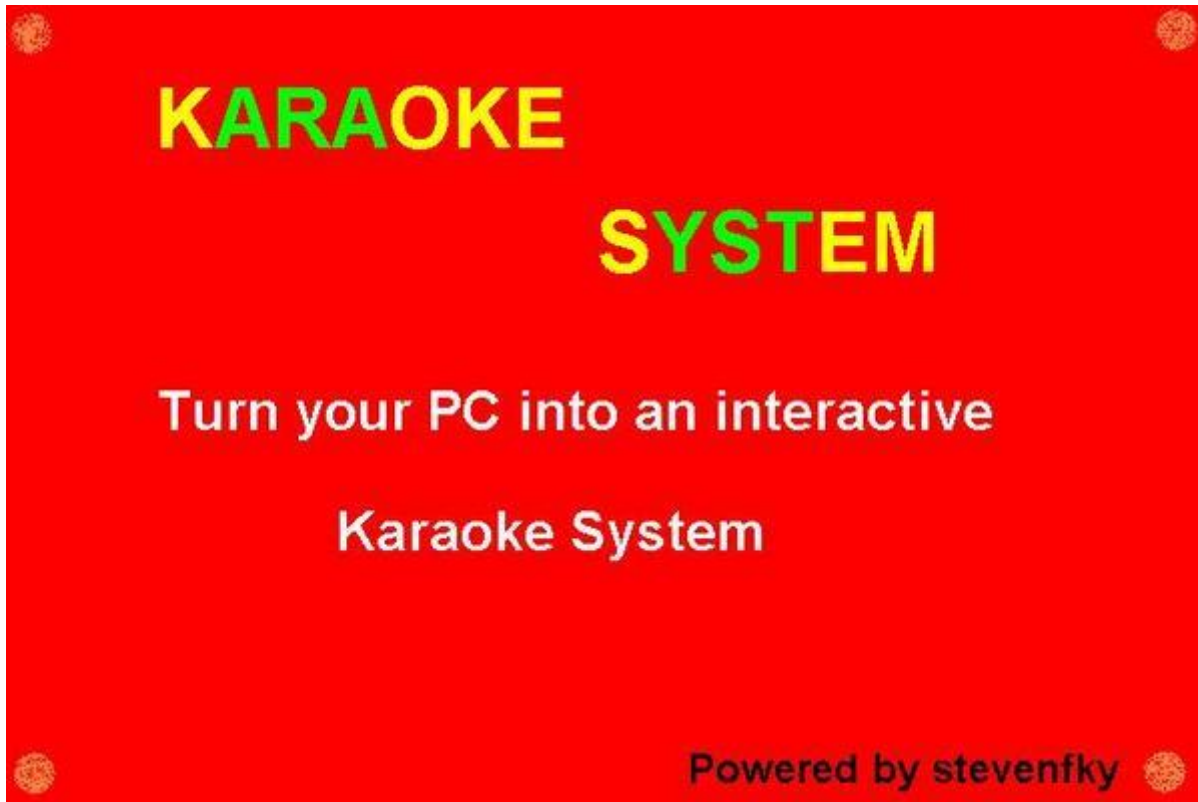 KARAOKE
SYSTEM
Turn your PC into an interactive
Karaoke System
Powered by stevenfky